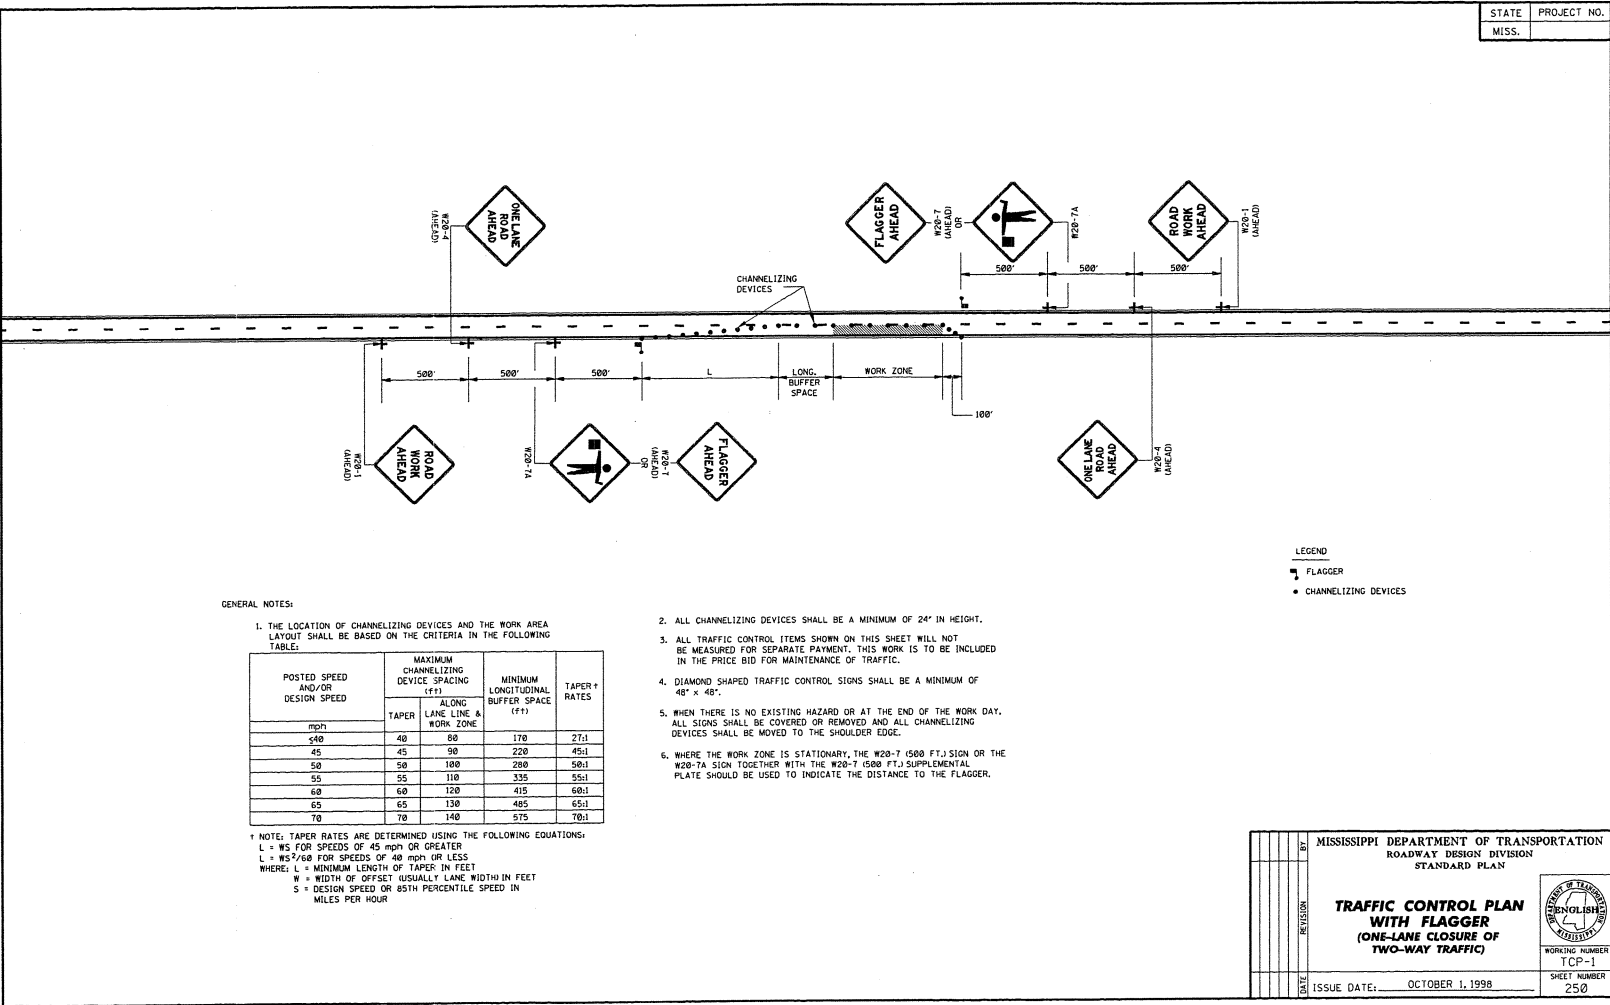 STATE PROJECT NO.
MISS.
ONE LANE
ROAD
AHEAD
W20-4
(AHEAD)
FLAGGER
AHEAD
W20-7
(AHEAD)
OR
W20-7A
ROAD
WORK
AHEAD
W20-1
(AHEAD)
500' 500' 500'
CHANNELIZING
DEVICES
500' 500' 500' L LONG.
BUFFER
SPACE
WORK ZONE
100'
W20-1
(AHEAD)
ROAD
WORK
AHEAD
W20-7A
W20-7
(AHEAD)
OR
FLAGGER
AHEAD
ONE LANE
ROAD
AHEAD
W20-4
(AHEAD)
LEGEND
FLAGGER
CHANNELIZING DEVICES
GENERAL NOTES:
1. THE LOCATION OF CHANNELIZING DEVICES AND THE WORK AREA
LAYOUT SHALL BE BASED ON THE CRITERIA IN THE FOLLOWING
TABLE:
POSTED SPEED
AND/OR
DESIGN SPEED
mph
MAXIMUM
CHANNELIZING
DEVICE SPACING
(ft)
TAPER
ALONG
LANE LINE &
WORK ZONE
MINIMUM
LONGITUDINAL
BUFFER SPACE
(ft)
TAPER †
RATES
≤40 40 80 170 27:1
45 45 90 220 45:1
50 50 100 280 50:1
55 55 110 335 55:1
60 60 120 415 60:1
65 65 130 485 65:1
70 70 140 575 70:1
† NOTE: TAPER RATES ARE DETERMINED USING THE FOLLOWING EQUATIONS:
L = WS FOR SPEEDS OF 45 mph OR GREATER
L = WS²/60 FOR SPEEDS OF 40 mph OR LESS
WHERE: L = MINIMUM LENGTH OF TAPER IN FEET
W = WIDTH OF OFFSET (USUALLY LANE WIDTH) IN FEET
S = DESIGN SPEED OR 85TH PERCENTILE SPEED IN
MILES PER HOUR
2. ALL CHANNELIZING DEVICES SHALL BE A MINIMUM OF 24" IN HEIGHT.
3. ALL TRAFFIC CONTROL ITEMS SHOWN ON THIS SHEET WILL NOT
BE MEASURED FOR SEPARATE PAYMENT. THIS WORK IS TO BE INCLUDED
IN THE PRICE BID FOR MAINTENANCE OF TRAFFIC.
4. DIAMOND SHAPED TRAFFIC CONTROL SIGNS SHALL BE A MINIMUM OF
48" x 48".
5. WHEN THERE IS NO EXISTING HAZARD OR AT THE END OF THE WORK DAY,
ALL SIGNS SHALL BE COVERED OR REMOVED AND ALL CHANNELIZING
DEVICES SHALL BE MOVED TO THE SHOULDER EDGE.
6. WHERE THE WORK ZONE IS STATIONARY, THE W20-7 (500 FT.) SIGN OR THE
W20-7A SIGN TOGETHER WITH THE W20-7 (500 FT.) SUPPLEMENTAL
PLATE SHOULD BE USED TO INDICATE THE DISTANCE TO THE FLAGGER.
BY
REVISION
DATE
MISSISSIPPI DEPARTMENT OF TRANSPORTATION
ROADWAY DESIGN DIVISION
STANDARD PLAN
TRAFFIC CONTROL PLAN
WITH FLAGGER
(ONE-LANE CLOSURE OF
TWO-WAY TRAFFIC)
DEPARTMENT OF TRANSPORTATION
ENGLISH
MISSISSIPPI
WORKING NUMBER
TCP-1
SHEET NUMBER
250
ISSUE DATE: OCTOBER 1, 1998